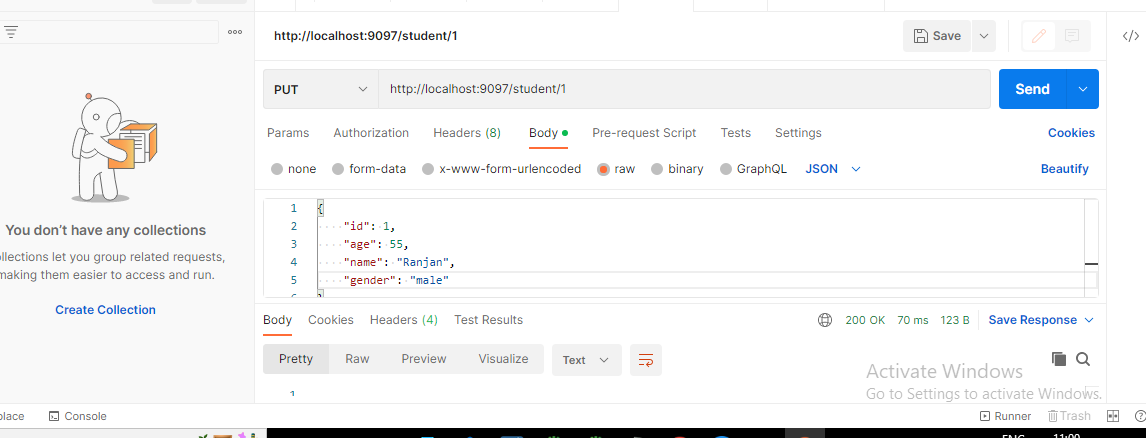 http://localhost:9097/student/1
Save
PUT
http://localhost:9097/student/1
Send
Params Authorization Headers (8) Body Pre-request Script Tests Settings Cookies
none form-data x-www-form-urlencoded raw binary GraphQL JSON Beautify
1 {
2 "id": 1,
3 "age": 55,
4 "name": "Ranjan",
5 "gender": "male"
You don't have any collections
llections let you group related requests,
making them easier to access and run.
Create Collection
Body Cookies Headers (4) Test Results 200 OK 70 ms 123 B Save Response
Pretty Raw Preview Visualize Text
1
Activate Windows
Go to Settings to activate Windows.
place Console Runner Trash
ENG 11:00